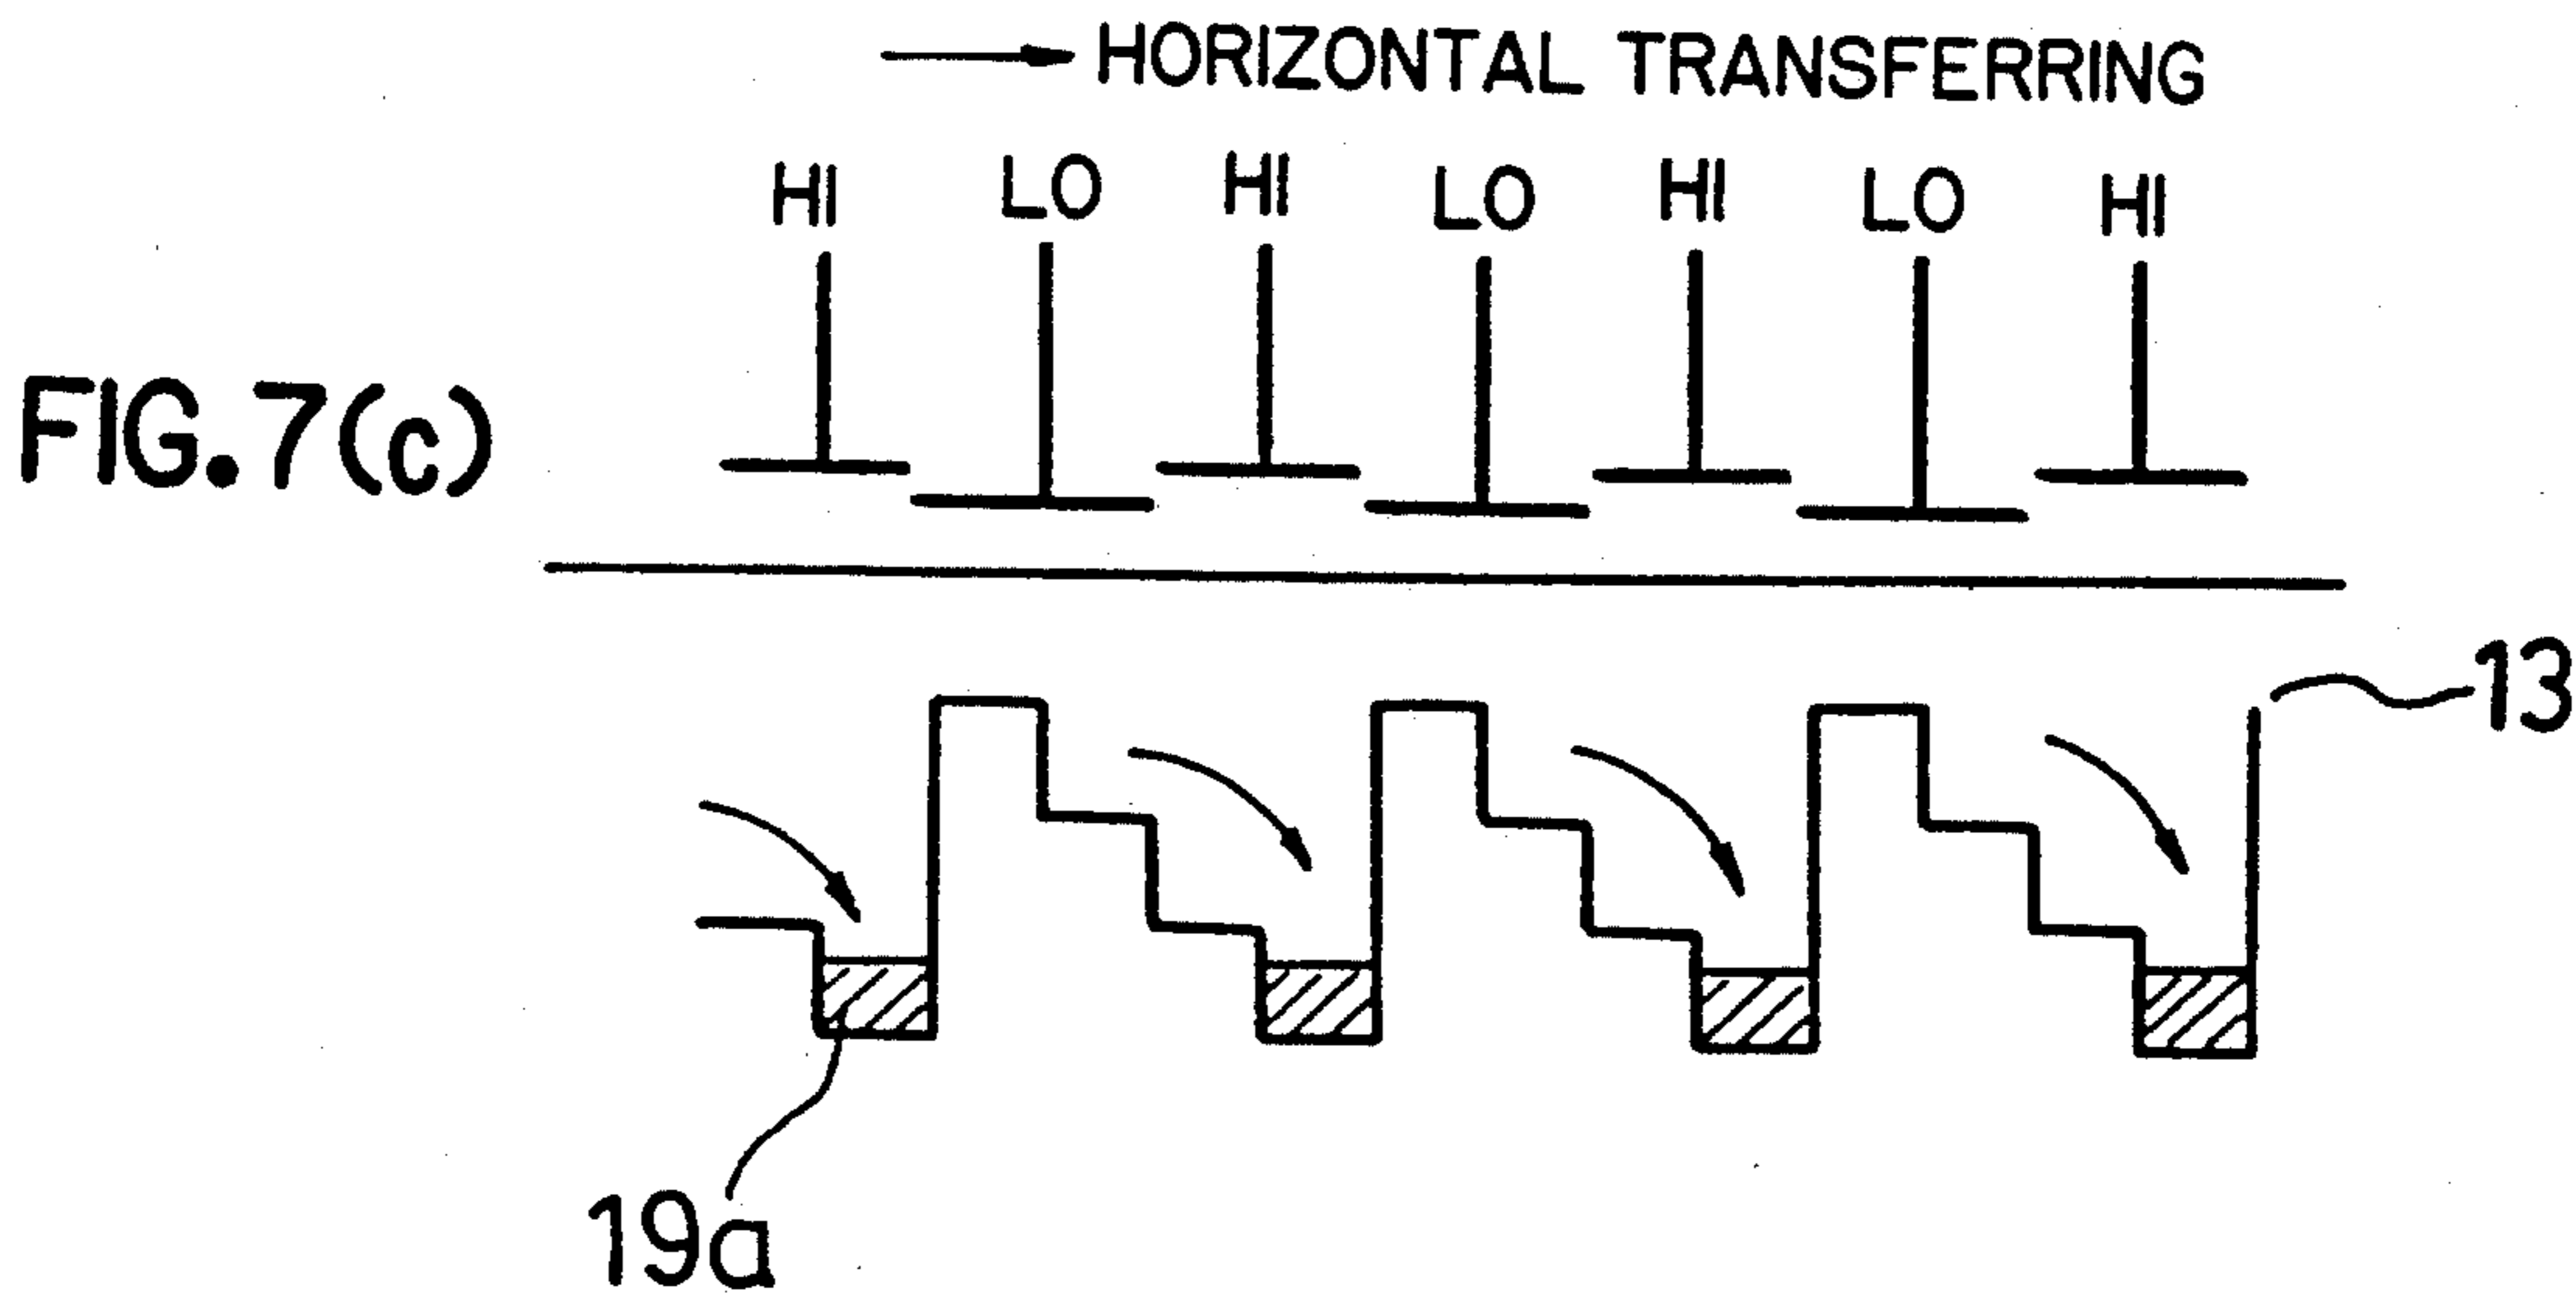 HORIZONTAL TRANSFERRING
HI LO HI LO HI LO HI
FIG.7(c)
13
19a